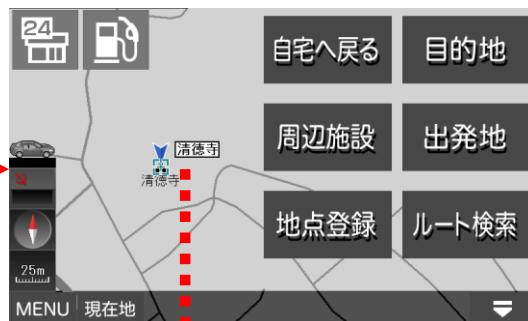 24
自宅へ戻る
目的地
清徳寺
清徳寺
周辺施設
出発地
地点登録
ルート検索
25m
MENU
現在地